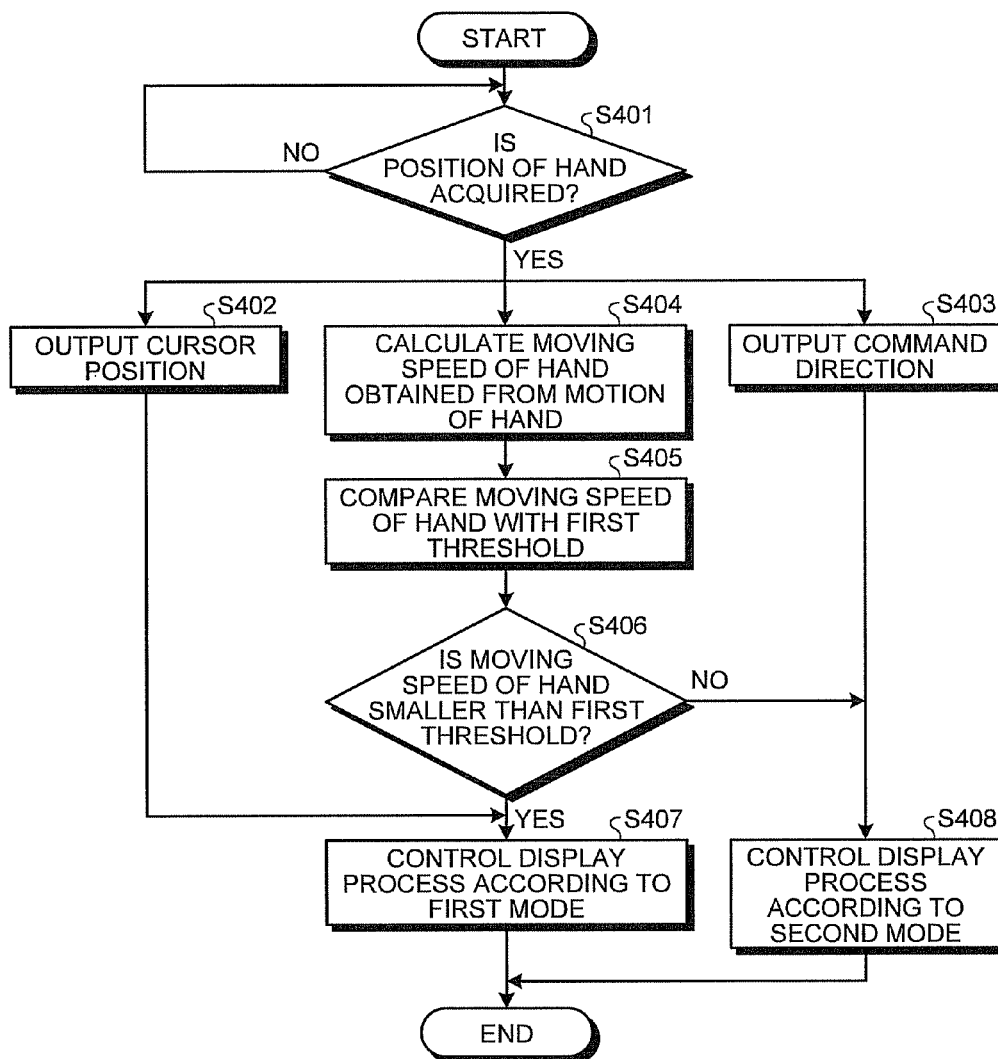 START
S401
IS
POSITION OF HAND
ACQUIRED?
NO
YES
S402
OUTPUT CURSOR
POSITION
S404
CALCULATE MOVING
SPEED OF HAND
OBTAINED FROM MOTION
OF HAND
S403
OUTPUT COMMAND
DIRECTION
S405
COMPARE MOVING SPEED
OF HAND WITH FIRST
THRESHOLD
S406
IS MOVING
SPEED OF HAND
SMALLER THAN FIRST
THRESHOLD?
NO
YES
S407
CONTROL DISPLAY
PROCESS ACCORDING TO
FIRST MODE
S408
CONTROL DISPLAY
PROCESS
ACCORDING TO
SECOND MODE
END